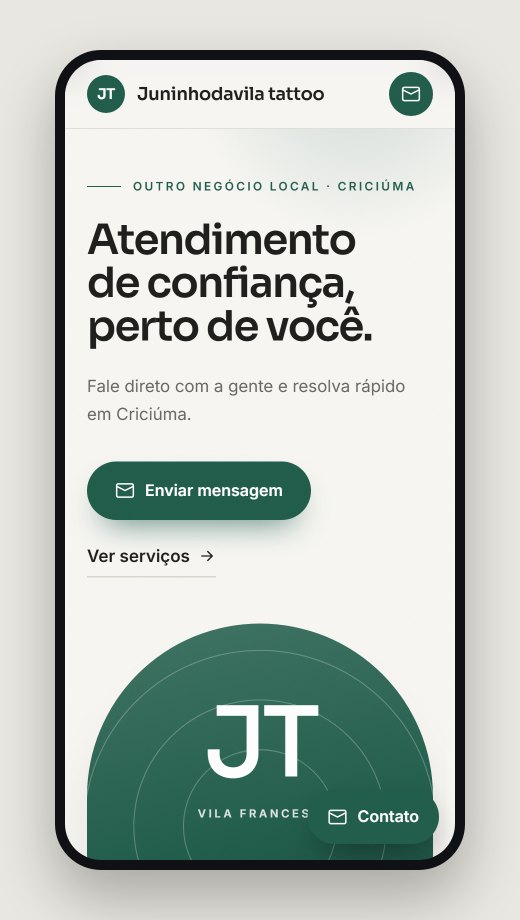 JT Juninhodavila tattoo
OUTRO NEGÓCIO LOCAL · CRICIÚMA
Atendimento
de confiança,
perto de você.
Fale direto com a gente e resolva rápido
em Criciúma.
Enviar mensagem
Ver serviços →
JT
VILA FRANCES
Contato